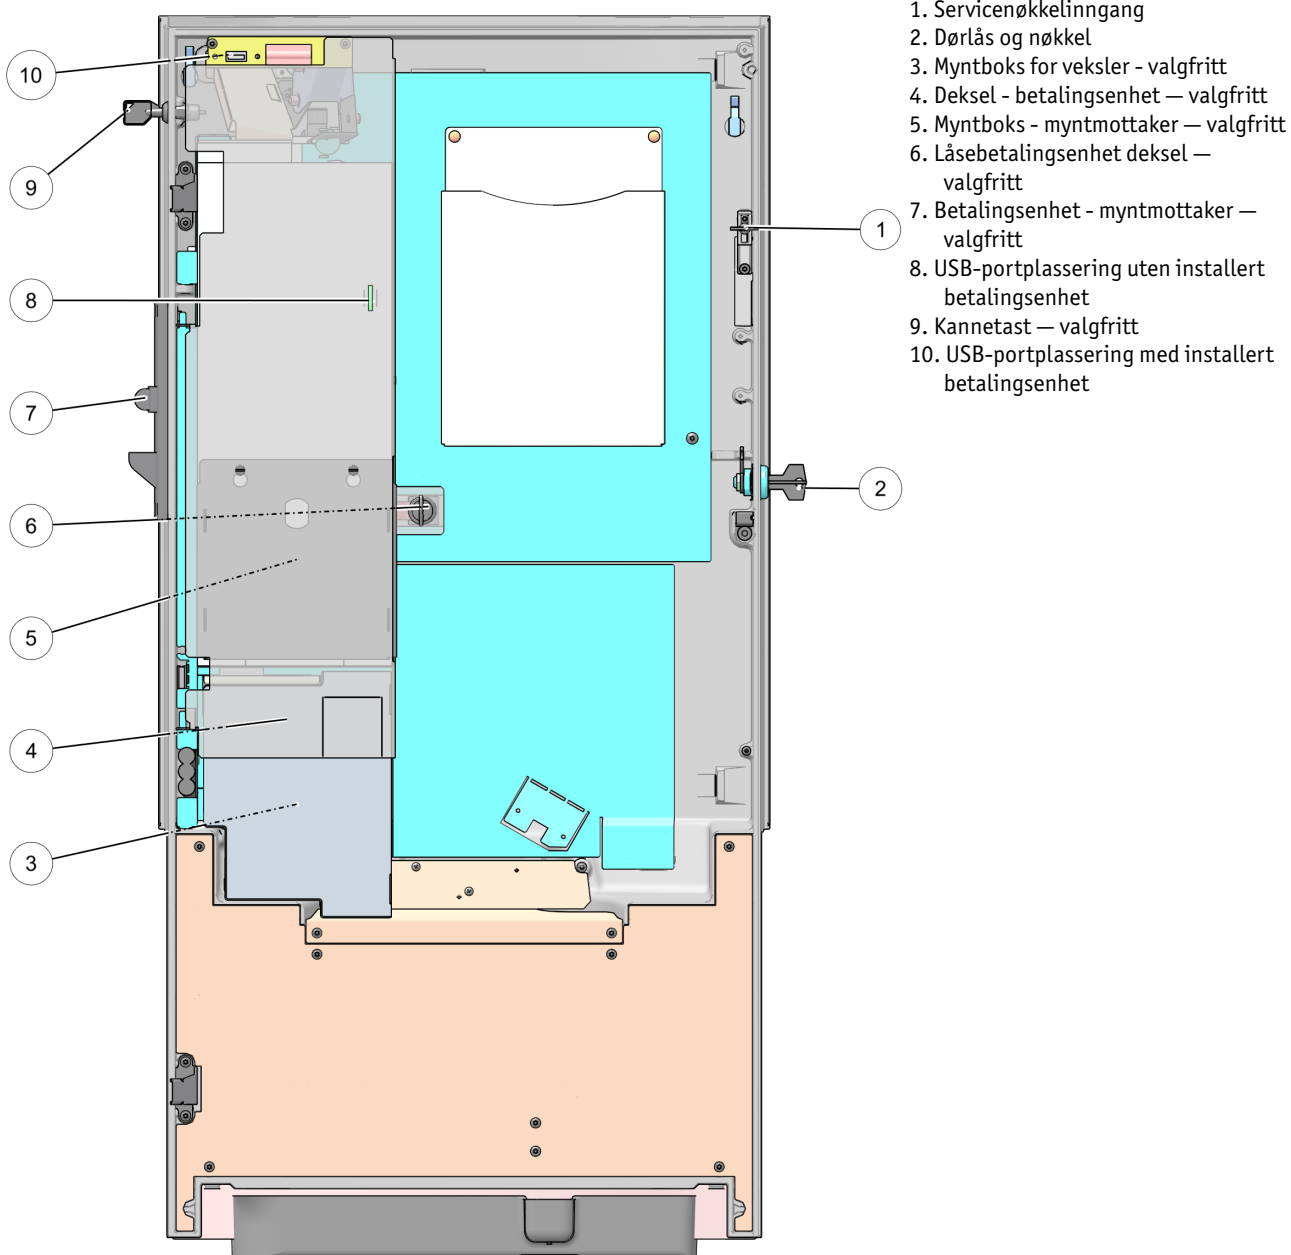 1. Servicenøkkelinngang
2. Dørlås og nøkkel
3. Myntboks for veksler - valgfritt
4. Deksel - betalingsenhet — valgfritt
5. Myntboks - myntmottaker — valgfritt
6. Låsebetalingsenhet deksel —
valgfritt
7. Betalingsenhet - myntmottaker —
valgfritt
8. USB-portplassering uten installert
betalingsenhet
9. Kannetast — valgfritt
10. USB-portplassering med installert
betalingsenhet
10
9
8
7
6
5
4
3
1
2